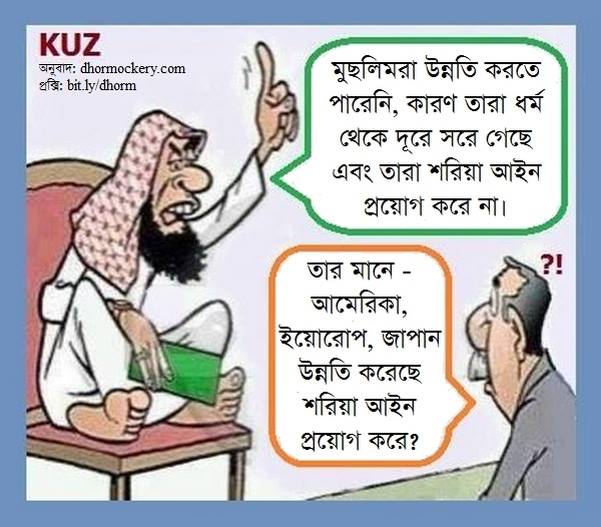 KUZ
অনুবাদ: dhormockery.com
প্রক্সি: bit.ly/dhorm
মুছলিমরা উন্নতি করতে
পারেনি, কারণ তারা ধর্ম
থেকে দূরে সরে গেছে
এবং তারা শরিয়া আইন
প্রয়োগ করে না।
?!
তার মানে -
আমেরিকা,
ইয়োরোপ, জাপান
উন্নতি করেছে
শরিয়া আইন
প্রয়োগ করে?